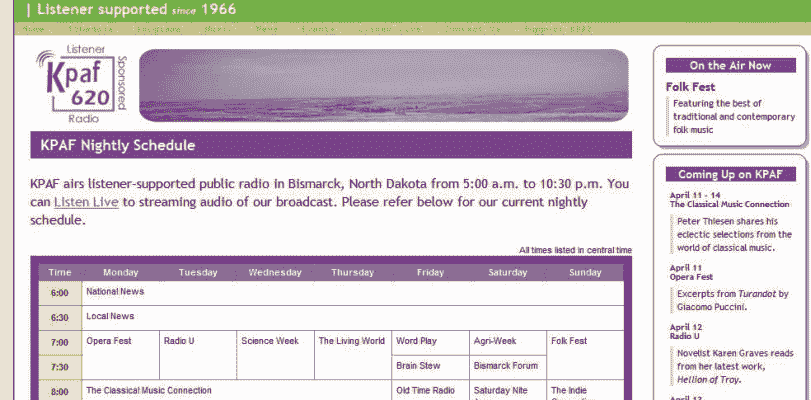 | Listener supported since 1966
Listener
Kpaf
620
Sponsored
Radio
KPAF Nightly Schedule
KPAF airs listener-supported public radio in Bismarck, North Dakota from 5:00 a.m. to 10:30 p.m. You
can Listen Live to streaming audio of our broadcast. Please refer below for our current nightly
schedule.
All times listed in central time
Time Monday Tuesday Wednesday Thursday Friday Saturday Sunday
6:00 National News
6:30 Local News
7:00 Opera Fest Radio U Science Week The Living World Word Play Agri-Week Folk Fest
7:30 Brain Stew Bismarck Forum
8:00 The Classical Music Connection Old Time Radio Saturday Nite The Indie
On the Air Now
Folk Fest
Featuring the best of
traditional and contemporary
folk music
Coming Up on KPAF
April 11 - 14
The Classical Music Connection
Peter Thiesen shares his
eclectic selections from the
world of classical music.
April 11
Opera Fest
Excerpts from Turandot by
Giacomo Puccini.
April 12
Radio U
Novelist Karen Graves reads
from her latest work,
Hellion of Troy.